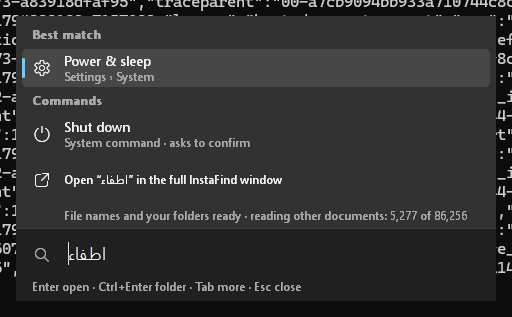 Best match
Power & sleep
Settings › System
Commands
Shut down
System command · asks to confirm
Open “اطفاء” in the full InstaFind window
File names and your folders ready · reading other documents: 5,277 of 86,256
اطفاء
Enter open · Ctrl+Enter folder · Tab more · Esc close